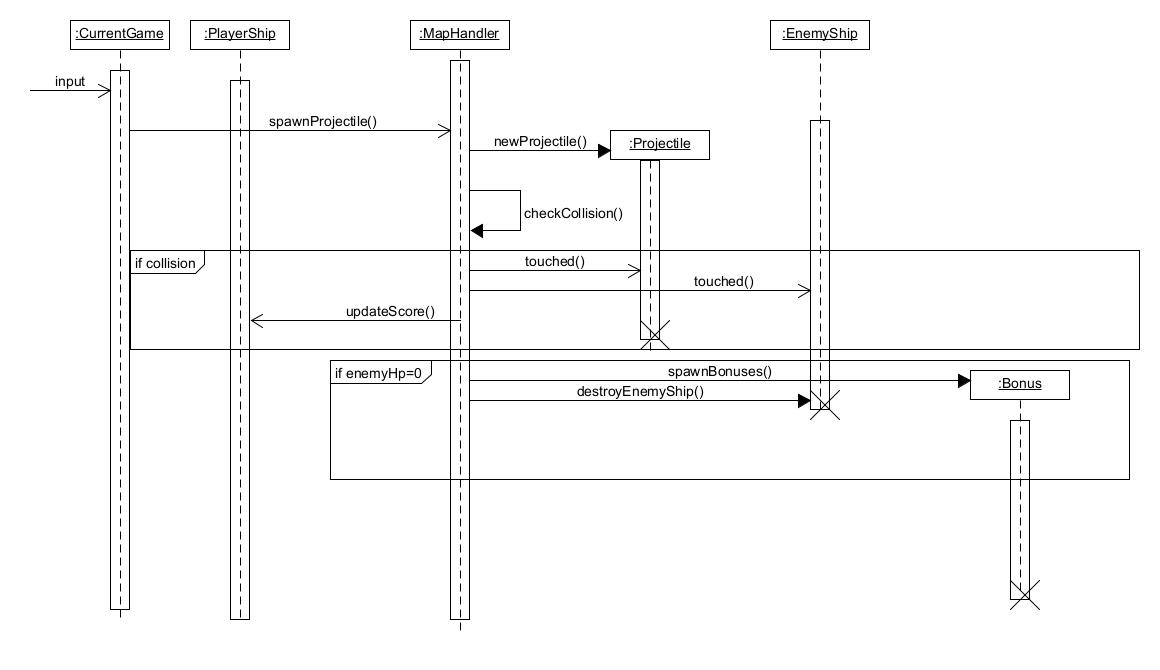 :CurrentGame
:PlayerShip
:MapHandler
:EnemyShip
input
spawnProjectile()
newProjectile()
:Projectile
checkCollision()
if collision
touched()
touched()
updateScore()
if enemyHp=0
spawnBonuses()
:Bonus
destroyEnemyShip()